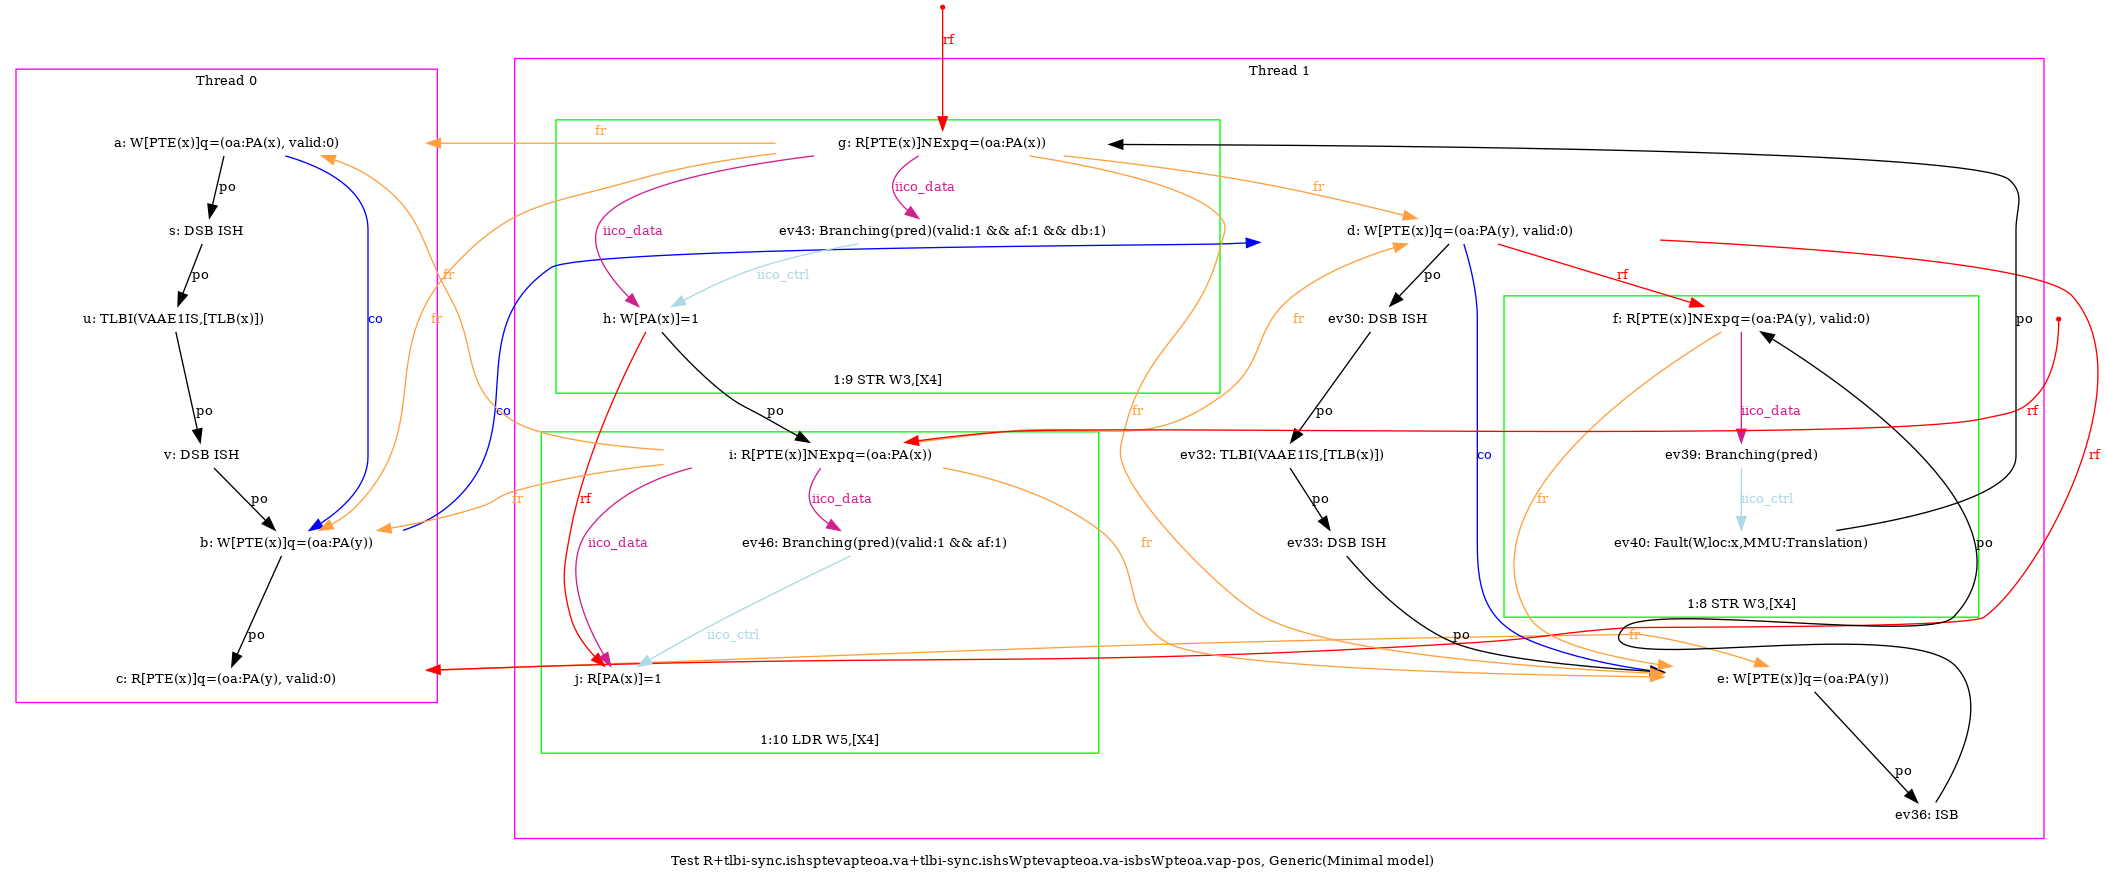 rf
Thread 0
Thread 1
a: W[PTE(x)]q=(oa:PA(x), valid:0)
fr
g: R[PTE(x)]NExpq=(oa:PA(x))
po
iico_data
fr
s: DSB ISH
iico_data
ev43: Branching(pred)(valid:1 && af:1 && db:1)
d: W[PTE(x)]q=(oa:PA(y), valid:0)
po
fr
iico_ctrl
po
rf
u: TLBI(VAAE1IS,[TLB(x)])
co
fr
h: W[PA(x)]=1
fr
ev30: DSB ISH
f: R[PTE(x)]NExpq=(oa:PA(y), valid:0)
po
1:9 STR W3,[X4]
po
co
po
fr
po
iico_data
rf
v: DSB ISH
i: R[PTE(x)]NExpq=(oa:PA(x))
ev32: TLBI(VAAE1IS,[TLB(x)])
co
ev39: Branching(pred)
rf
po
fr
rf
iico_data
po
fr
iico_ctrl
b: W[PTE(x)]q=(oa:PA(y))
iico_data
ev46: Branching(pred)(valid:1 && af:1)
fr
ev33: DSB ISH
ev40: Fault(W,loc:x,MMU:Translation)
po
1:8 STR W3,[X4]
po
iico_ctrl
po
fr
c: R[PTE(x)]q=(oa:PA(y), valid:0)
j: R[PA(x)]=1
e: W[PTE(x)]q=(oa:PA(y))
1:10 LDR W5,[X4]
po
ev36: ISB
Test R+tlbi-sync.ishsptevapteoa.va+tlbi-sync.ishsWptevapteoa.va-isbsWpteoa.vap-pos, Generic(Minimal model)